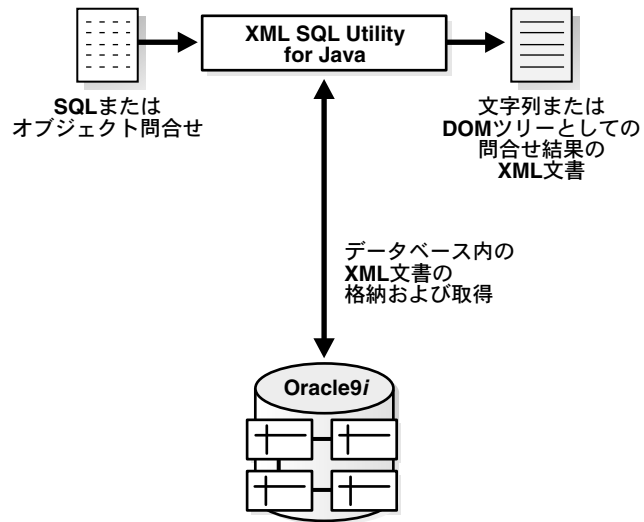 XML SQL Utility
for Java
SQLまたは
オブジェクト問合せ
文字列または
DOMツリーとしての
問合せ結果の
XML文書
データベース内の
XML文書の
格納および取得
Oracle9i